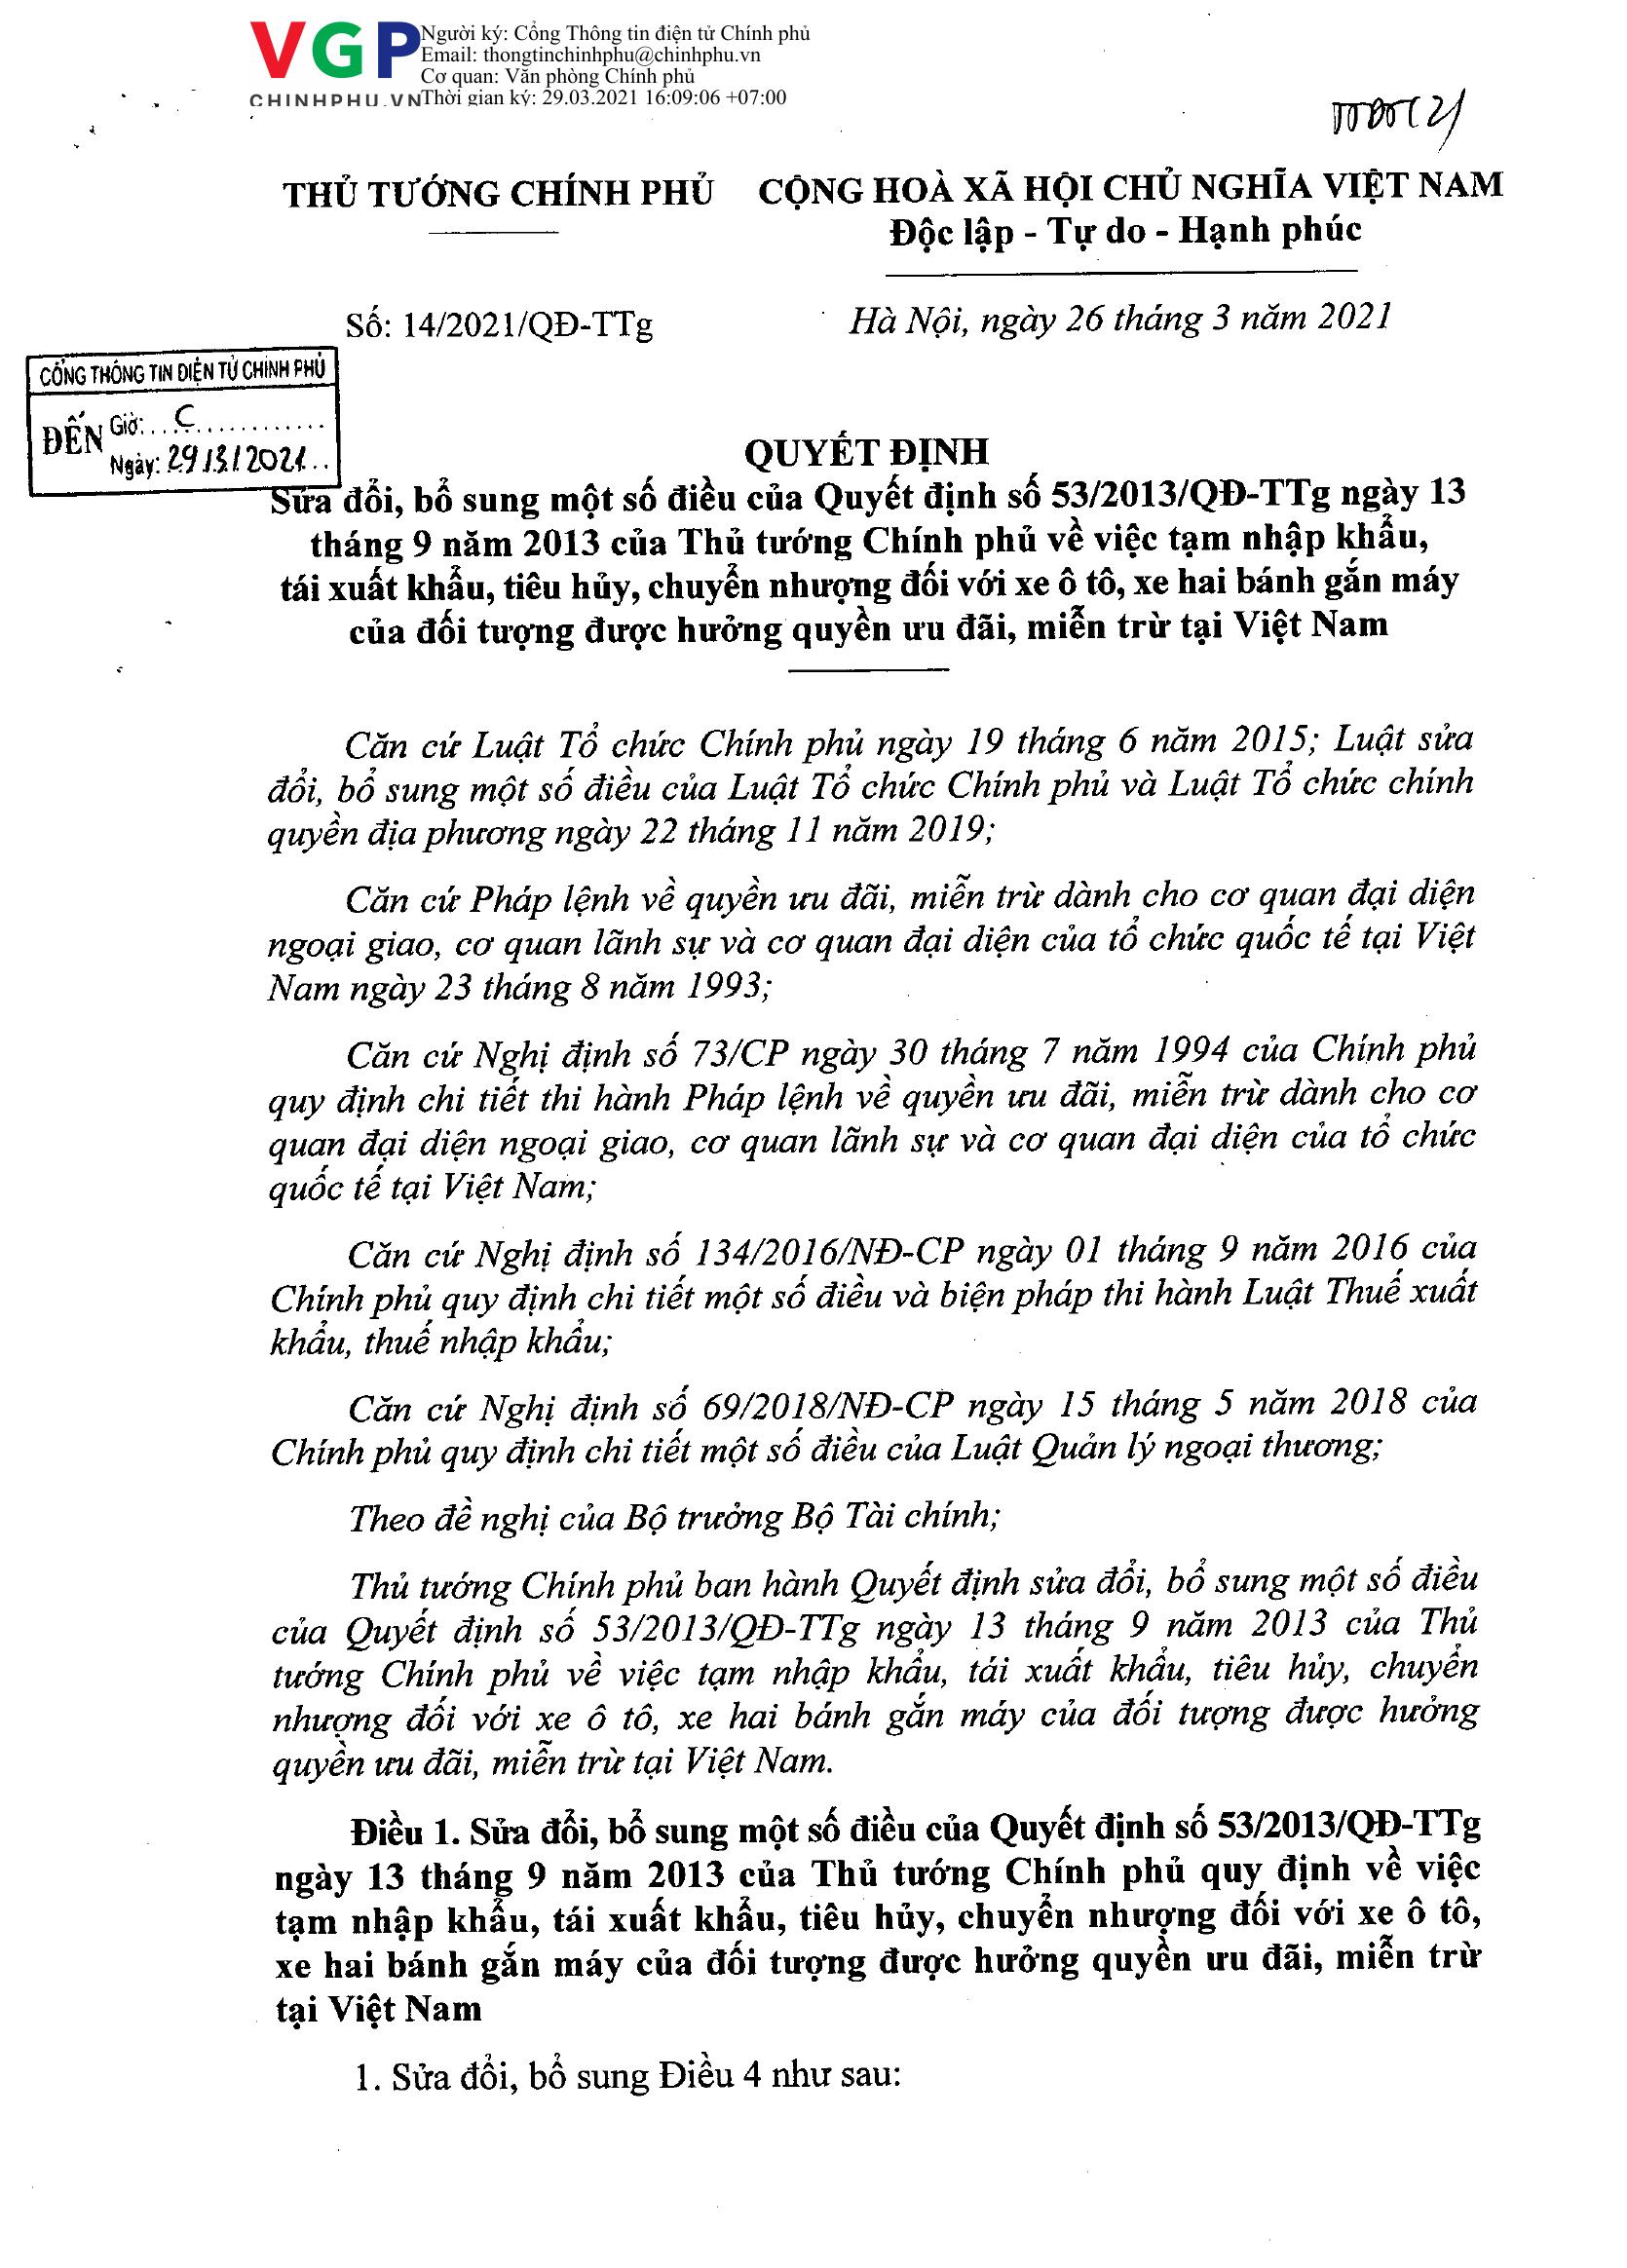 VGP
CHINHPHU.VN
Người ký: Cổng Thông tin điện tử Chính phủ
Email: thongtinchinhphu@chinhphu.vn
Cơ quan: Văn phòng Chính phủ
Thời gian ký: 29.03.2021 16:09:06 +07:00
THỦ TƯỚNG CHÍNH PHỦ
CỘNG HOÀ XÃ HỘI CHỦ NGHĨA VIỆT NAM
Độc lập - Tự do - Hạnh phúc
Số: 14/2021/QĐ-TTg
Hà Nội, ngày 26 tháng 3 năm 2021
CỔNG THÔNG TIN ĐIỆN TỬ CHÍNH PHỦ
ĐẾN
Giờ: ...C............
Ngày: 29/3/2021...
QUYẾT ĐỊNH
Sửa đổi, bổ sung một số điều của Quyết định số 53/2013/QĐ-TTg ngày 13
tháng 9 năm 2013 của Thủ tướng Chính phủ về việc tạm nhập khẩu,
tái xuất khẩu, tiêu hủy, chuyển nhượng đối với xe ô tô, xe hai bánh gắn máy
của đối tượng được hưởng quyền ưu đãi, miễn trừ tại Việt Nam
Căn cứ Luật Tổ chức Chính phủ ngày 19 tháng 6 năm 2015; Luật sửa
đổi, bổ sung một số điều của Luật Tổ chức Chính phủ và Luật Tổ chức chính
quyền địa phương ngày 22 tháng 11 năm 2019;
Căn cứ Pháp lệnh về quyền ưu đãi, miễn trừ dành cho cơ quan đại diện
ngoại giao, cơ quan lãnh sự và cơ quan đại diện của tổ chức quốc tế tại Việt
Nam ngày 23 tháng 8 năm 1993;
Căn cứ Nghị định số 73/CP ngày 30 tháng 7 năm 1994 của Chính phủ
quy định chi tiết thi hành Pháp lệnh về quyền ưu đãi, miễn trừ dành cho cơ
quan đại diện ngoại giao, cơ quan lãnh sự và cơ quan đại diện của tổ chức
quốc tế tại Việt Nam;
Căn cứ Nghị định số 134/2016/NĐ-CP ngày 01 tháng 9 năm 2016 của
Chính phủ quy định chi tiết một số điều và biện pháp thi hành Luật Thuế xuất
khẩu, thuế nhập khẩu;
Căn cứ Nghị định số 69/2018/NĐ-CP ngày 15 tháng 5 năm 2018 của
Chính phủ quy định chi tiết một số điều của Luật Quản lý ngoại thương;
Theo đề nghị của Bộ trưởng Bộ Tài chính;
Thủ tướng Chính phủ ban hành Quyết định sửa đổi, bổ sung một số điều
của Quyết định số 53/2013/QĐ-TTg ngày 13 tháng 9 năm 2013 của Thủ
tướng Chính phủ về việc tạm nhập khẩu, tái xuất khẩu, tiêu hủy, chuyển
nhượng đối với xe ô tô, xe hai bánh gắn máy của đối tượng được hưởng
quyền ưu đãi, miễn trừ tại Việt Nam.
Điều 1. Sửa đổi, bổ sung một số điều của Quyết định số 53/2013/QĐ-TTg
ngày 13 tháng 9 năm 2013 của Thủ tướng Chính phủ quy định về việc
tạm nhập khẩu, tái xuất khẩu, tiêu hủy, chuyển nhượng đối với xe ô tô,
xe hai bánh gắn máy của đối tượng được hưởng quyền ưu đãi, miễn trừ
tại Việt Nam
1. Sửa đổi, bổ sung Điều 4 như sau: